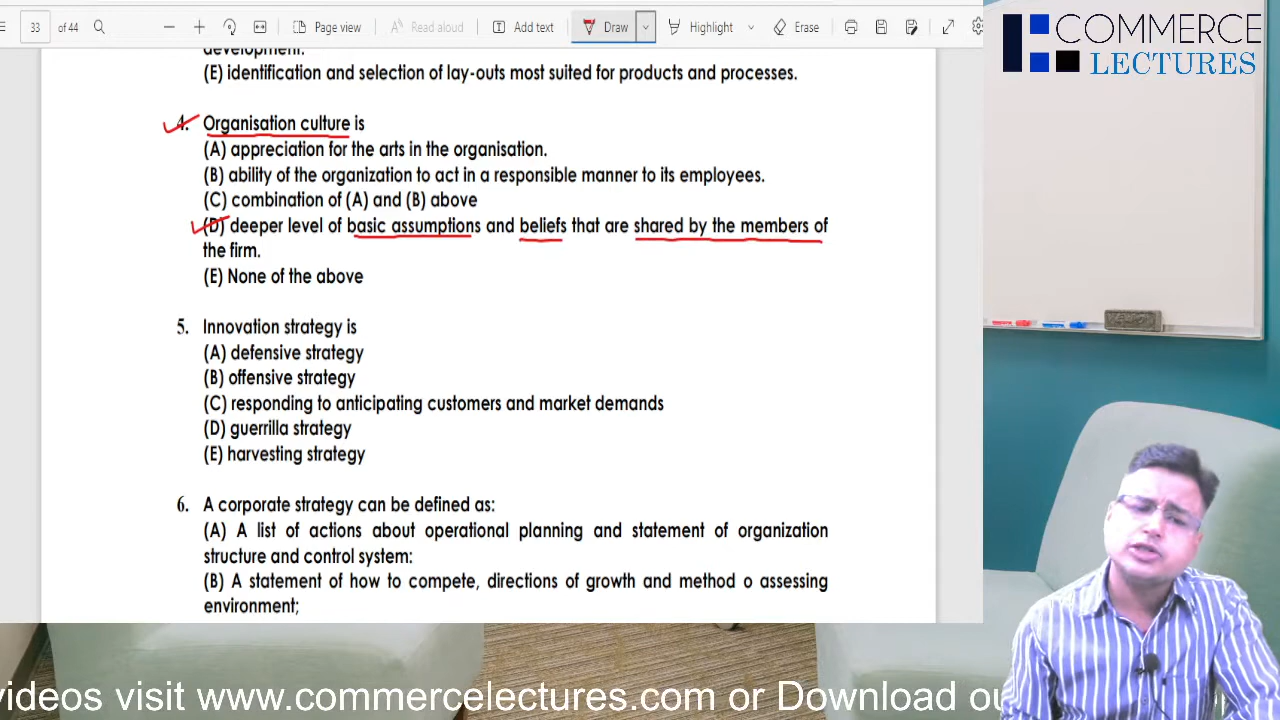 33 of 44 Page view Read aloud Add text Draw Highlight Erase
COMMERCE
LECTURES
development.
(E) identification and selection of lay-outs most suited for products and processes.
4. Organisation culture is
(A) appreciation for the arts in the organisation.
(B) ability of the organization to act in a responsible manner to its employees.
(C) combination of (A) and (B) above
(D) deeper level of basic assumptions and beliefs that are shared by the members of
the firm.
(E) None of the above
5. Innovation strategy is
(A) defensive strategy
(B) offensive strategy
(C) responding to anticipating customers and market demands
(D) guerrilla strategy
(E) harvesting strategy
6. A corporate strategy can be defined as:
(A) A list of actions about operational planning and statement of organization
structure and control system:
(B) A statement of how to compete, directions of growth and method o assessing
environment;
videos visit www.commercelectures.com or Download ou